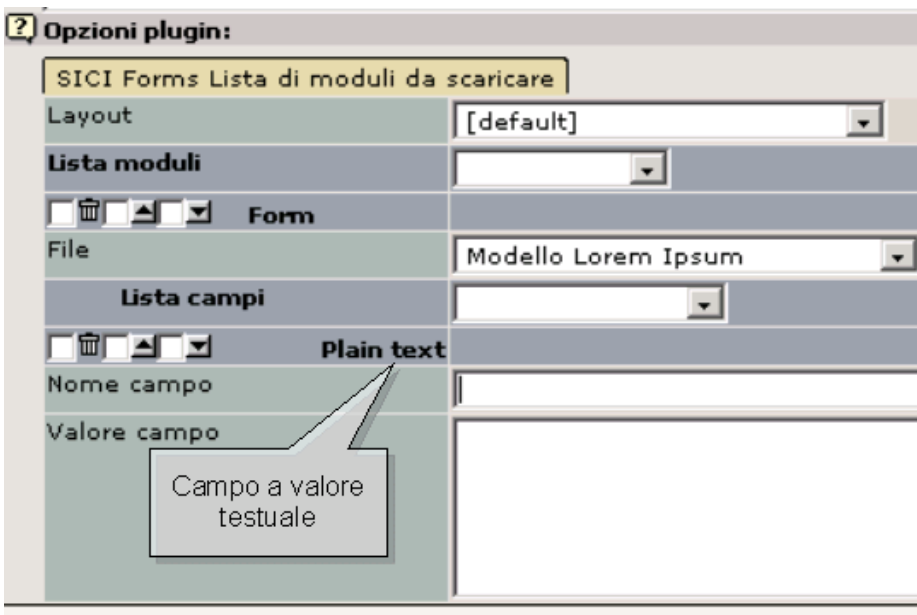 ? Opzioni plugin:
SICI Forms Lista di moduli da scaricare
Layout [default]
Lista moduli
Form
File Modello Lorem Ipsum
Lista campi
Plain text
Nome campo
Valore campo
Campo a valore
testuale